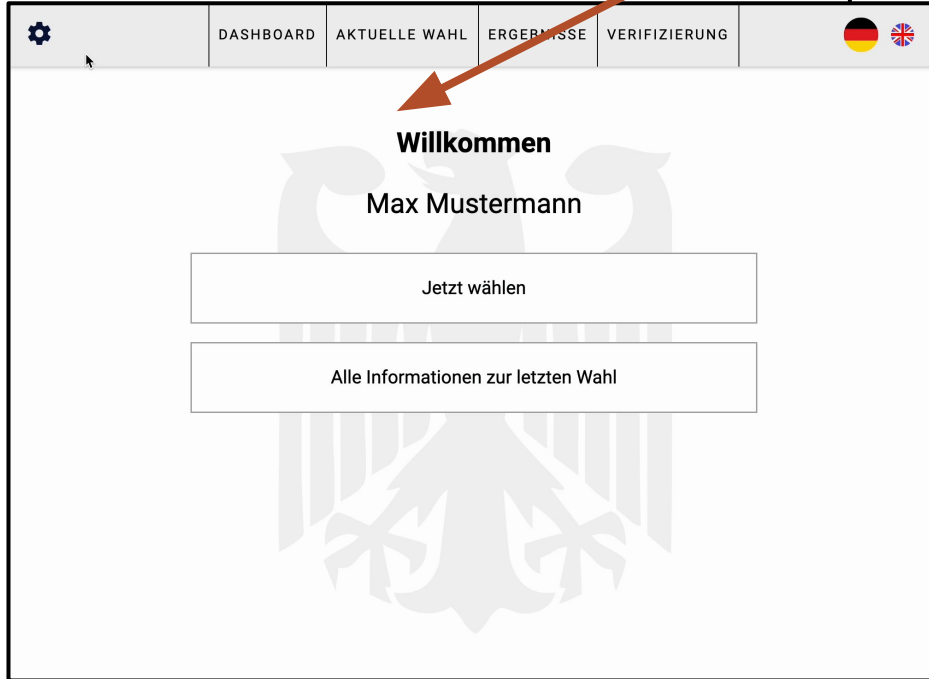 DASHBOARD
AKTUELLE WAHL
ERGEBNISSE
VERIFIZIERUNG
Willkommen
Max Mustermann
Jetzt wählen
Alle Informationen zur letzten Wahl